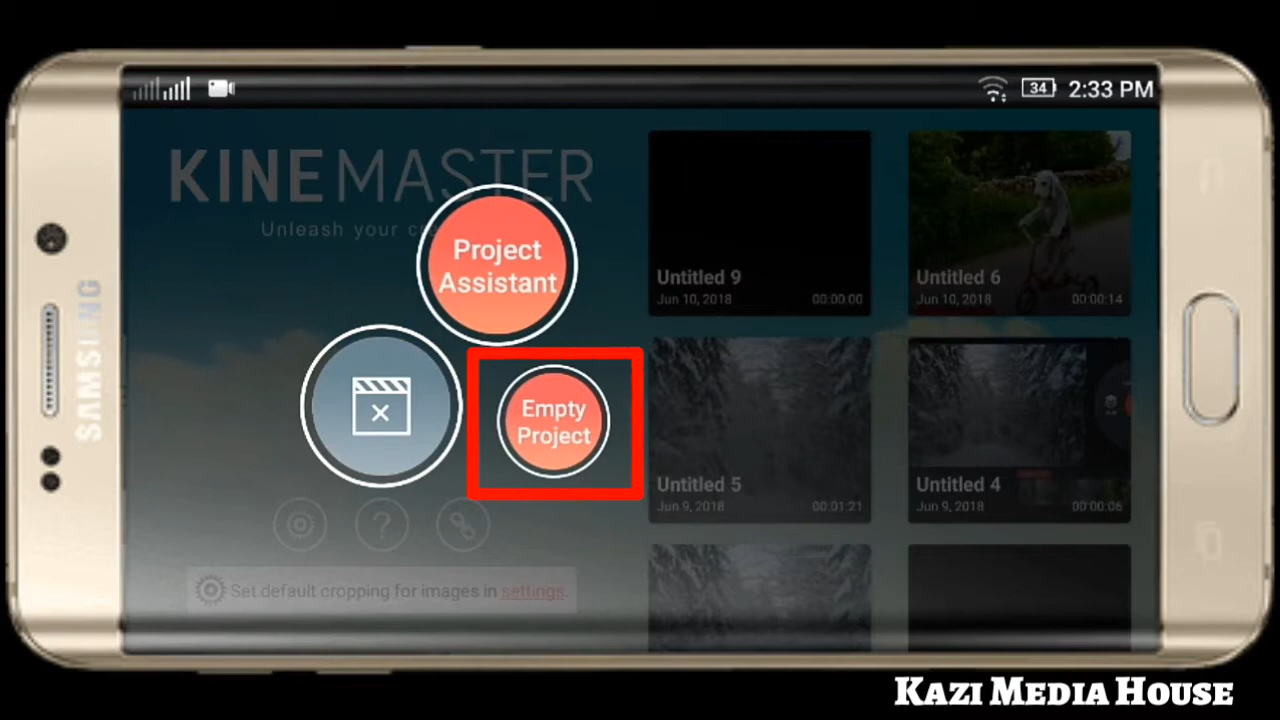 34 2:33 PM
SAMSUNG
KINEMASTER
Unleash your c
Project
Assistant
Empty
Project
Set default cropping for images in settings.
Untitled 9
Jun 10, 2018 00:00:00
Untitled 6
Jun 10, 2018 00:00:14
Untitled 5
Jun 9, 2018 00:01:21
Untitled 4
Jun 9, 2018 00:00:06
KAZI MEDIA HOUSE